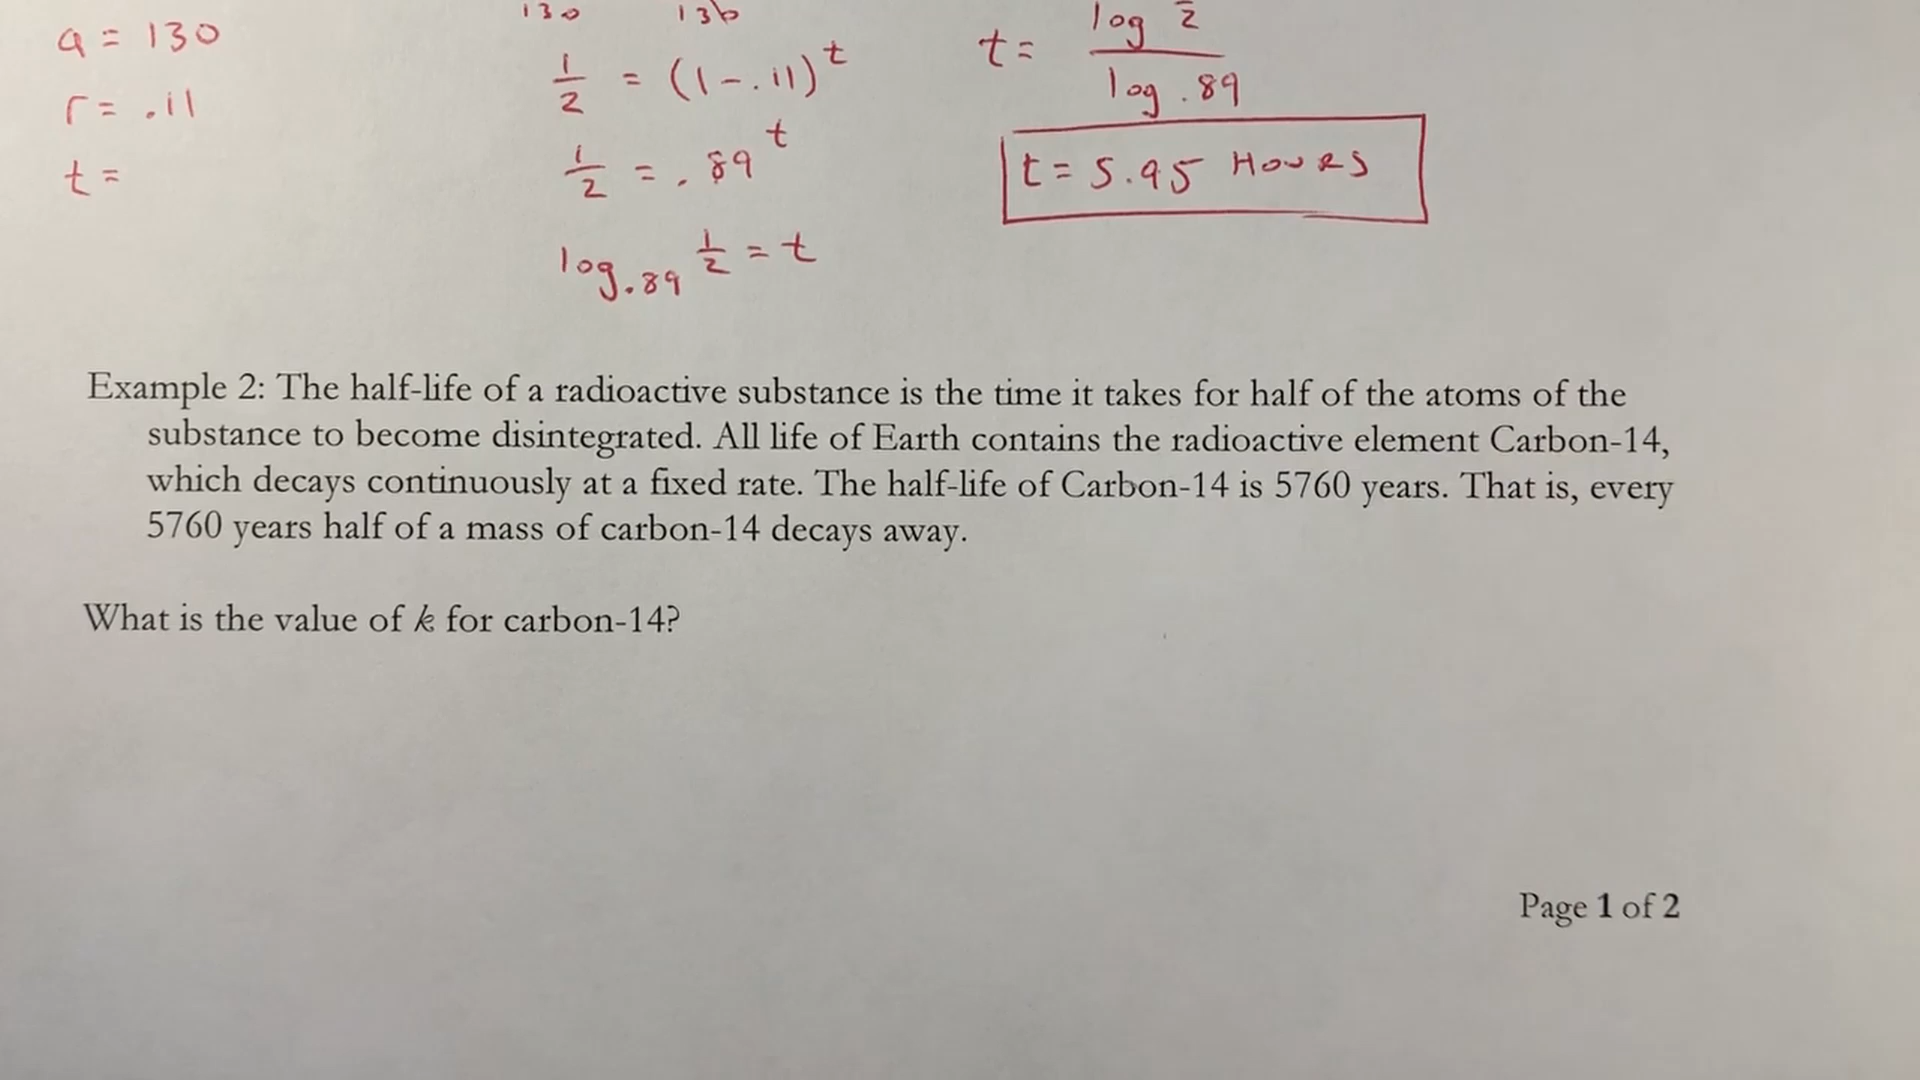 a = 130
r = .11
t =
130 130
1/2 = (1 - .11)^t
1/2 = .89^t
log.89 1/2 = t
t = log 2 / log .89
t = 5.95 HOURS
Example 2: The half-life of a radioactive substance is the time it takes for half of the atoms of the
substance to become disintegrated. All life of Earth contains the radioactive element Carbon-14,
which decays continuously at a fixed rate. The half-life of Carbon-14 is 5760 years. That is, every
5760 years half of a mass of carbon-14 decays away.
What is the value of k for carbon-14?
Page 1 of 2